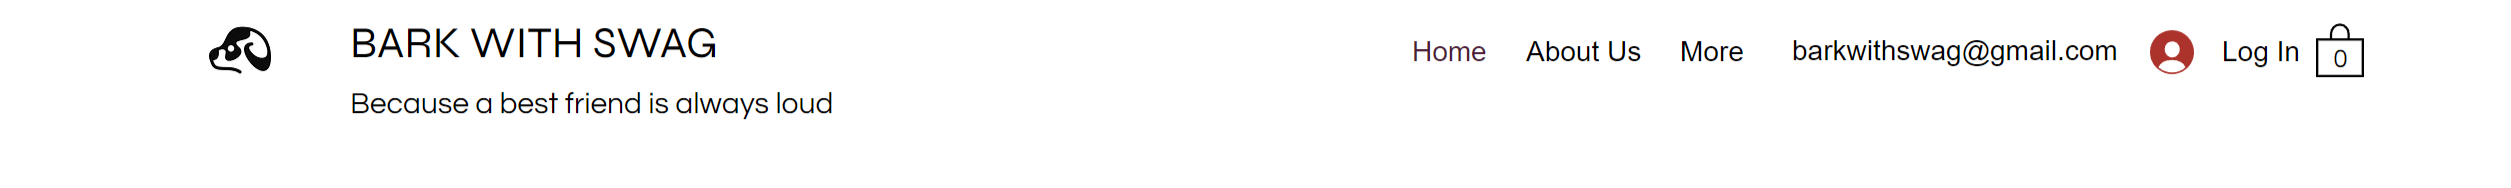 BARK WITH SWAG
Because a best friend is always loud
Home About Us More barkwithswag@gmail.com Log In 0